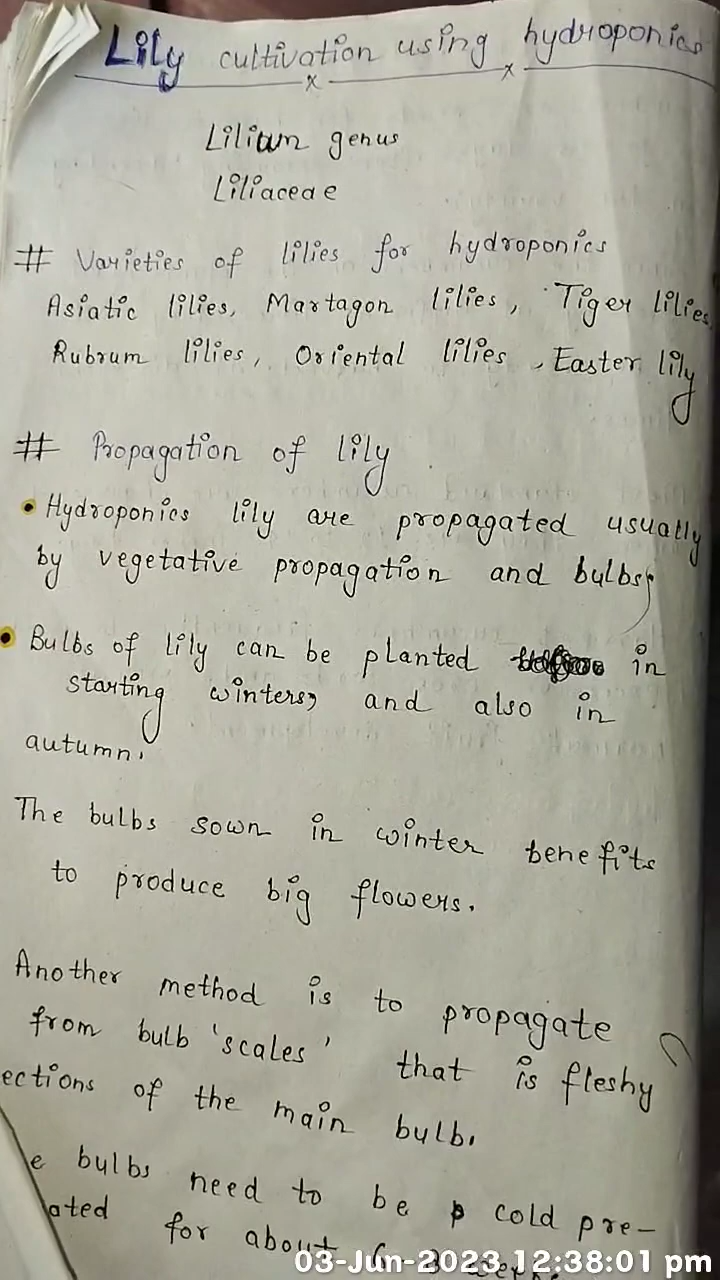 Lily cultivation using hydroponics
x x
Lilium genus
Liliaceae
# Varieties of lilies for hydroponics
Asiatic lilies, Martagon lilies, Tiger lilies,
Rubrum lilies, Oriental lilies, Easter lily
# Propagation of lily
• Hydroponics lily are propagated usually
by vegetative propagation and bulbs,
• Bulbs of lily can be planted in
starting winters, and also in
autumn.
The bulbs sown in winter benefits
to produce big flowers.
Another method is to propagate
from bulb 'scales' that is fleshy
ections of the main bulb.
e bulbs need to be cold pre-
ated for about
03-Jun-2023 12:38:01 pm